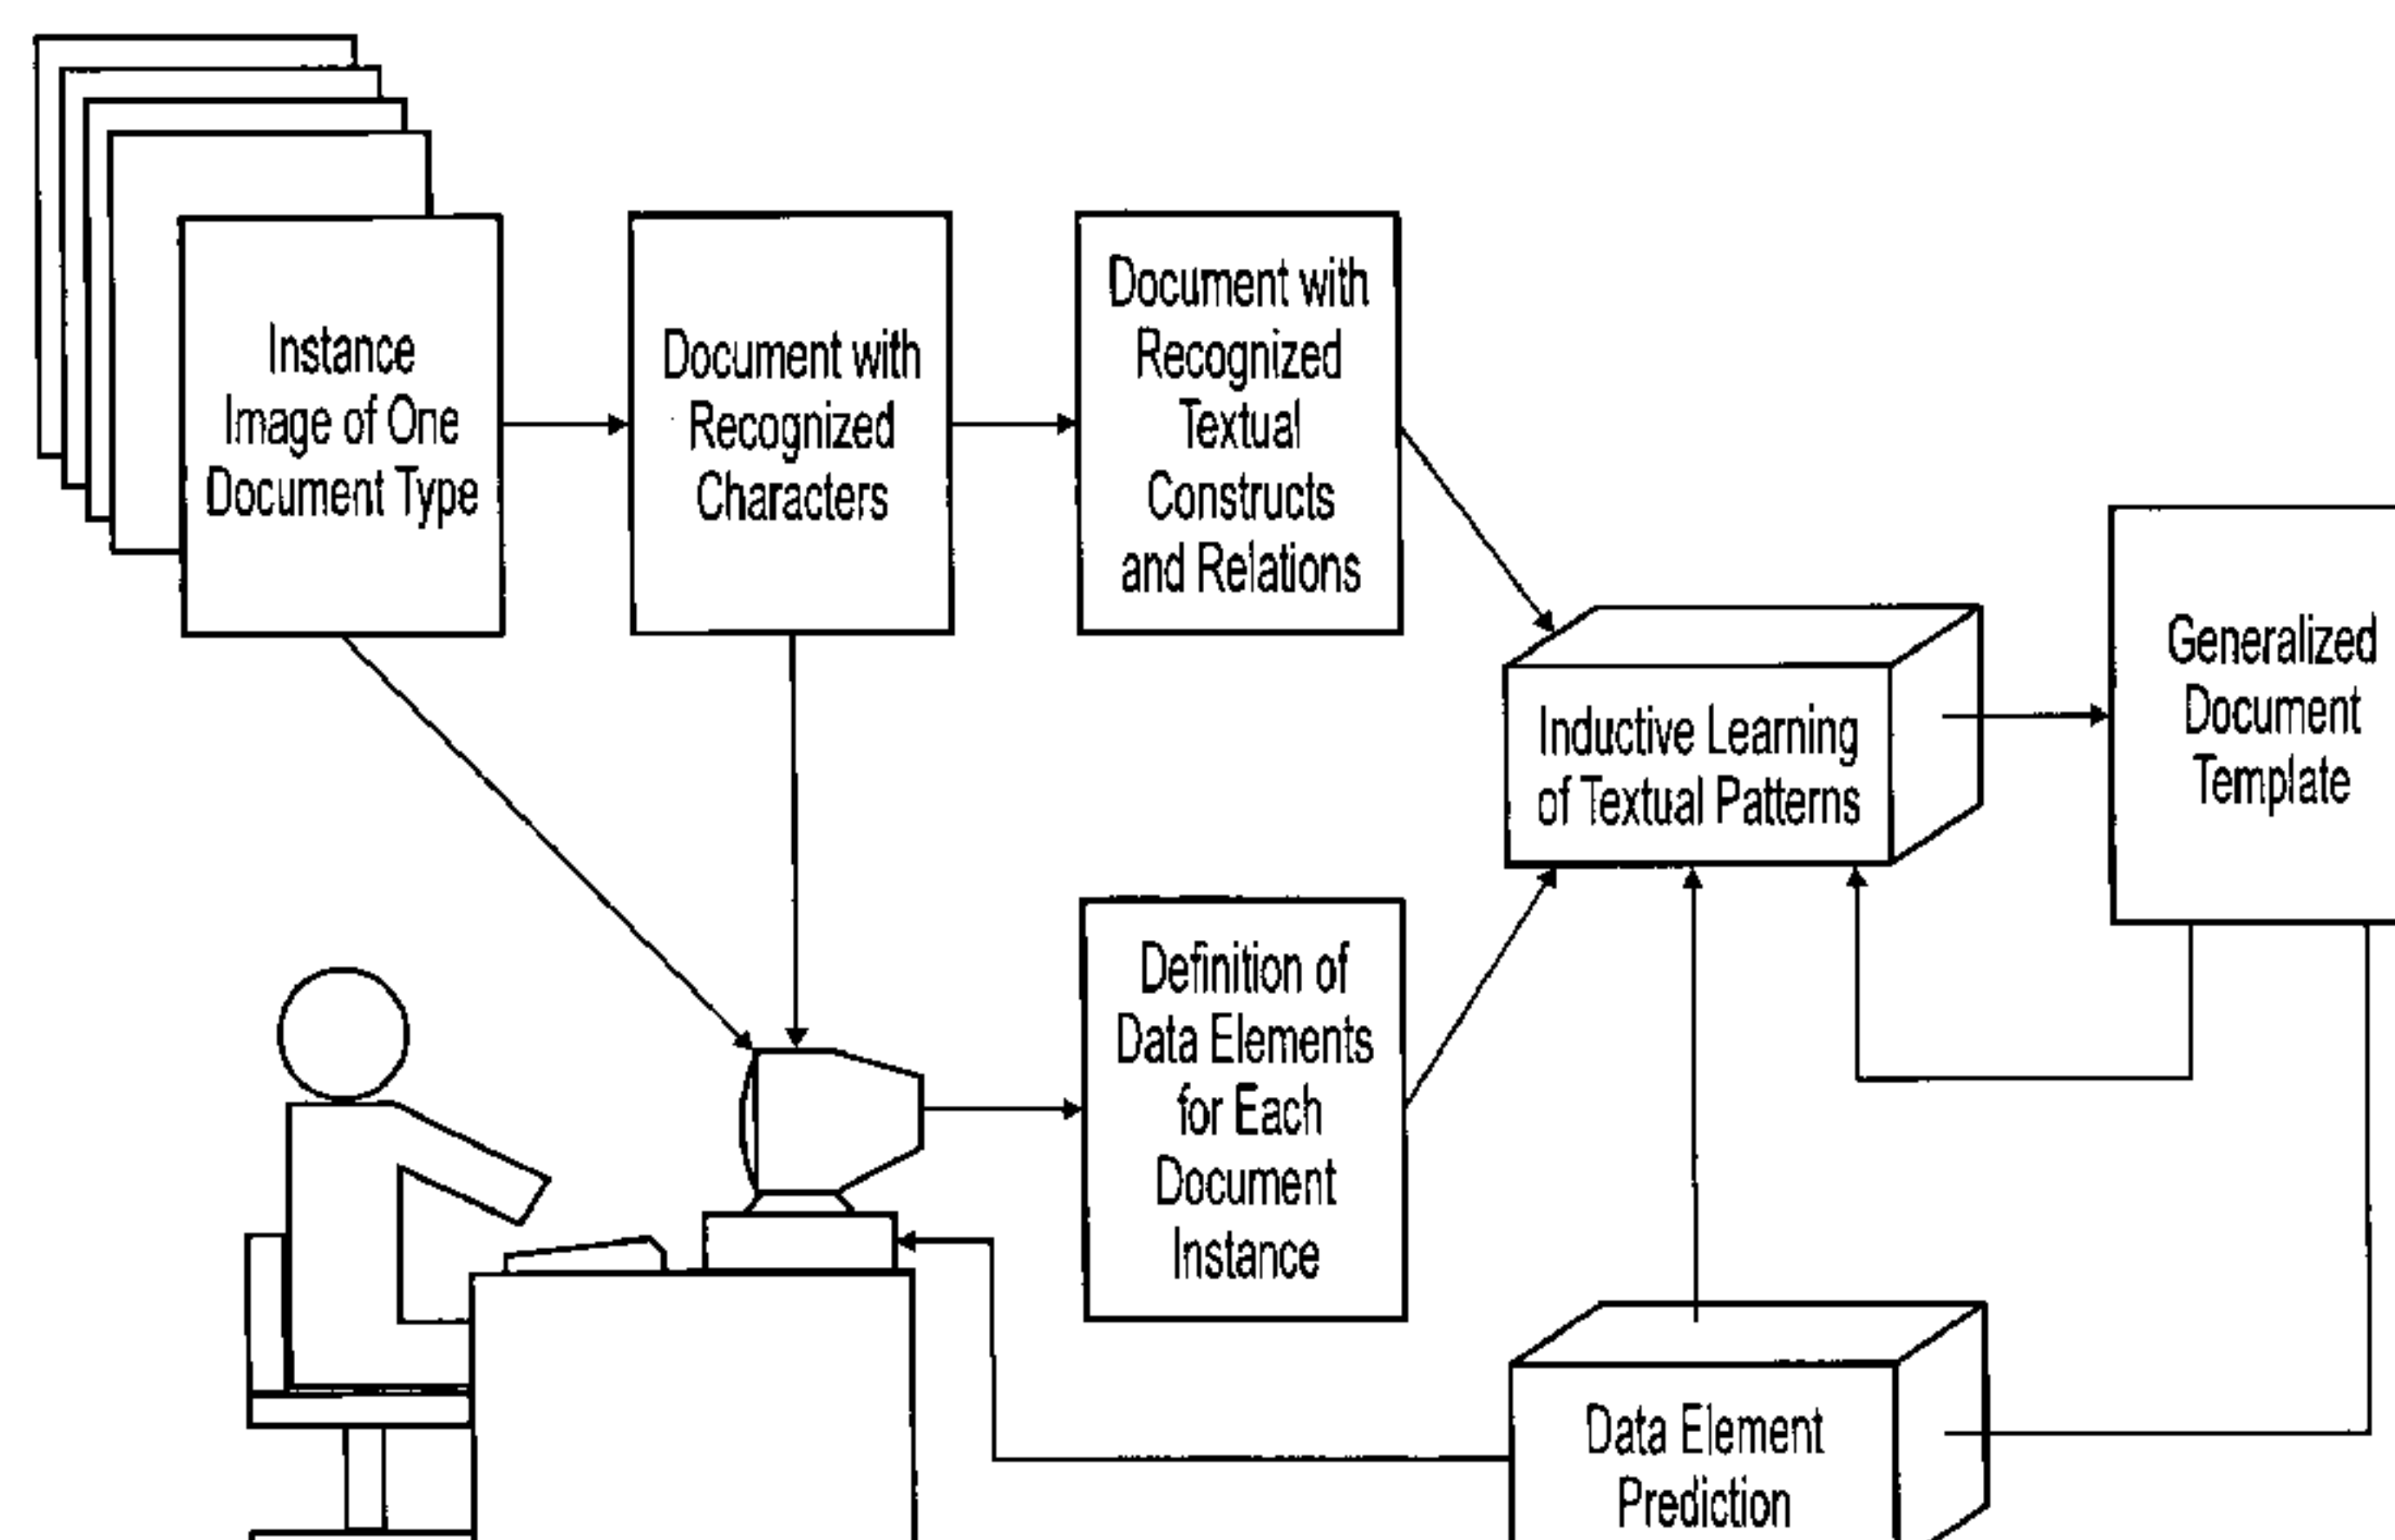 Instance
Image of One
Document Type
Document with
Recognized
Characters
Document with
Recognized
Textual
Constructs
and Relations
Inductive Learning
of Textual Patterns
Generalized
Document
Template
Definition of
Data Elements
for Each
Document
Instance
Data Element
Prediction